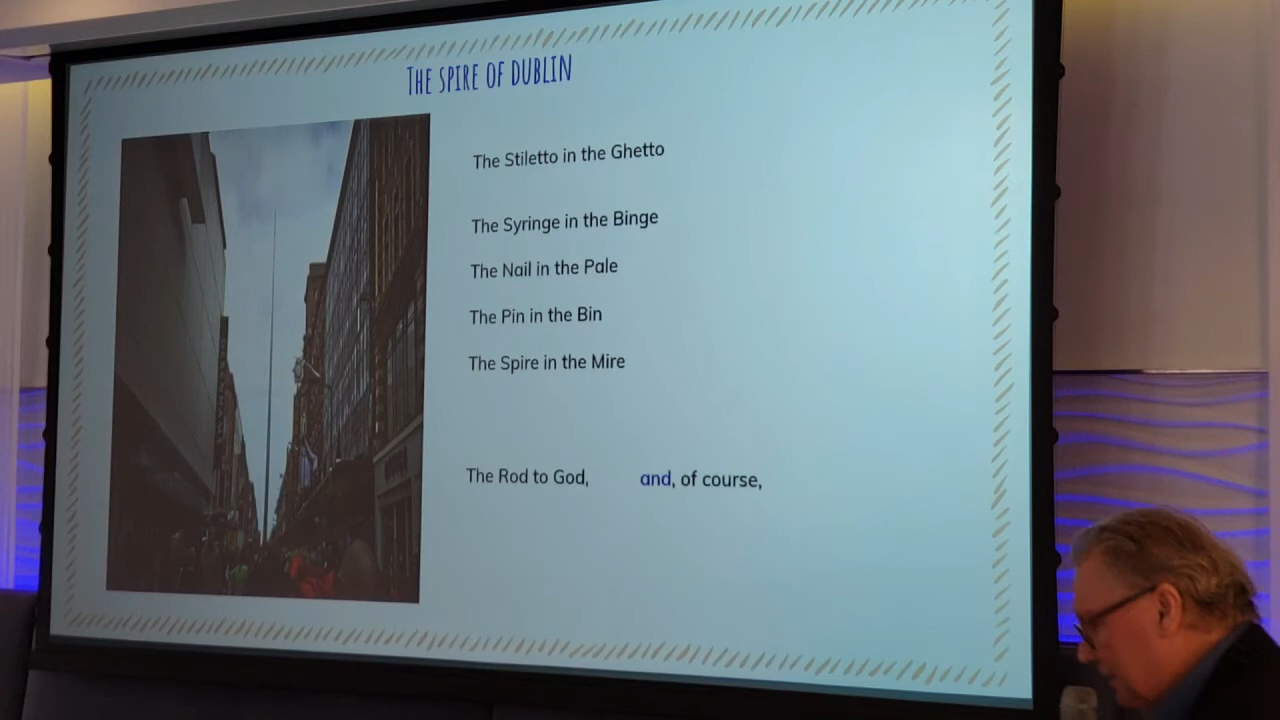 THE SPIRE OF DUBLIN
The Stiletto in the Ghetto
The Syringe in the Binge
The Nail in the Pale
The Pin in the Bin
The Spire in the Mire
The Rod to God, and, of course,